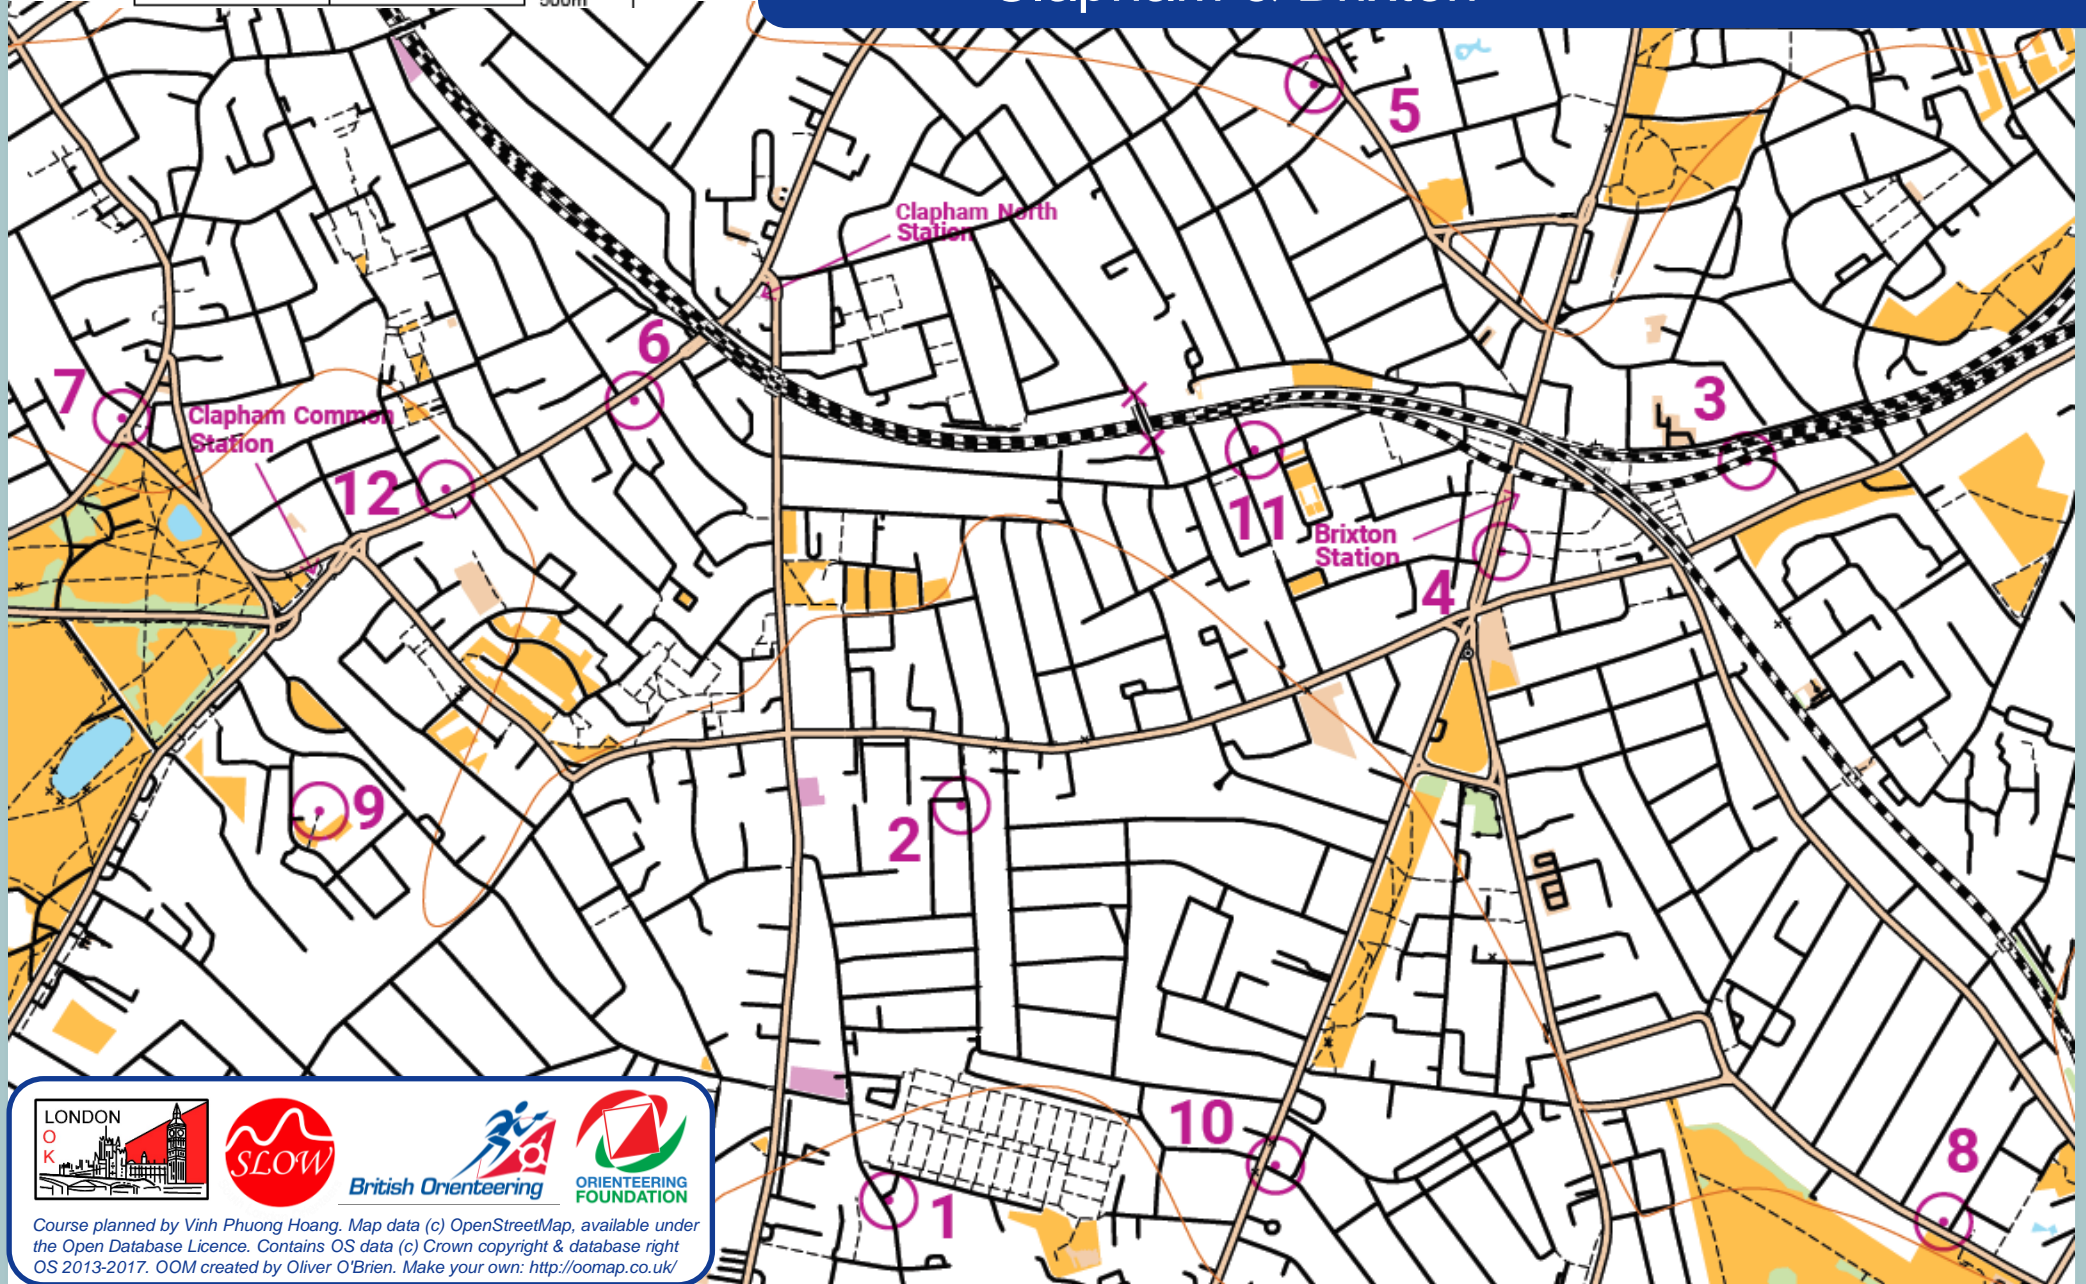 500m
Clapham & Brixton
5
Clapham North
Station
6
7
3
Clapham Common
Station
12
11
Brixton
Station
4
9
2
10
8
1
LONDON
O
K
SLOW
British Orienteering
ORIENTEERING
FOUNDATION
Course planned by Vinh Phuong Hoang. Map data (c) OpenStreetMap, available under
the Open Database Licence. Contains OS data (c) Crown copyright & database right
OS 2013-2017. OOM created by Oliver O'Brien. Make your own: http://oomap.co.uk/